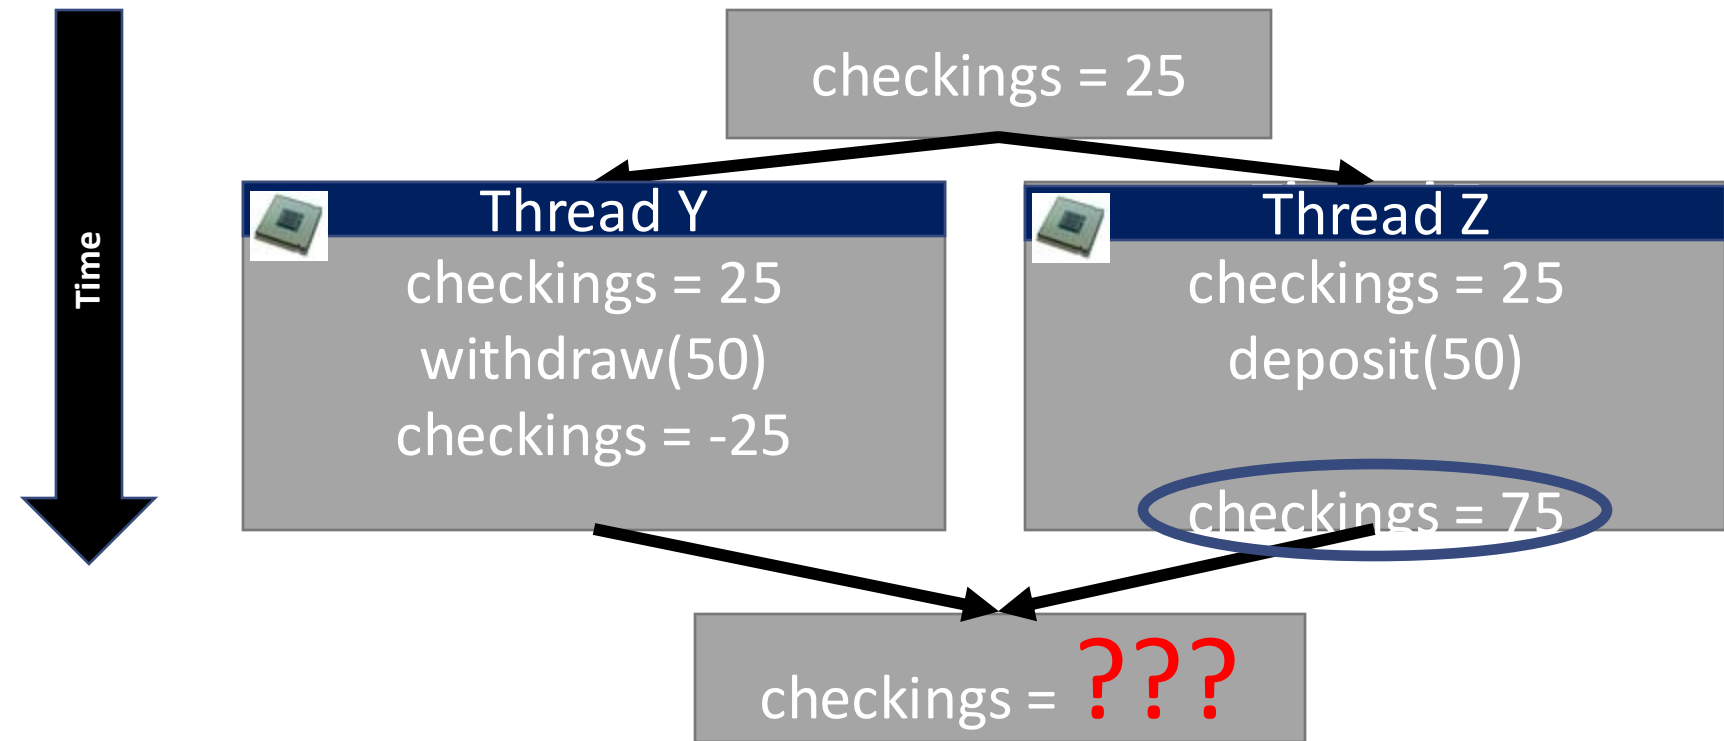 checkings = 25
Time
Thread Y
checkings = 25
withdraw(50)
checkings = -25
Thread Z
checkings = 25
deposit(50)
checkings = 75
checkings = ???